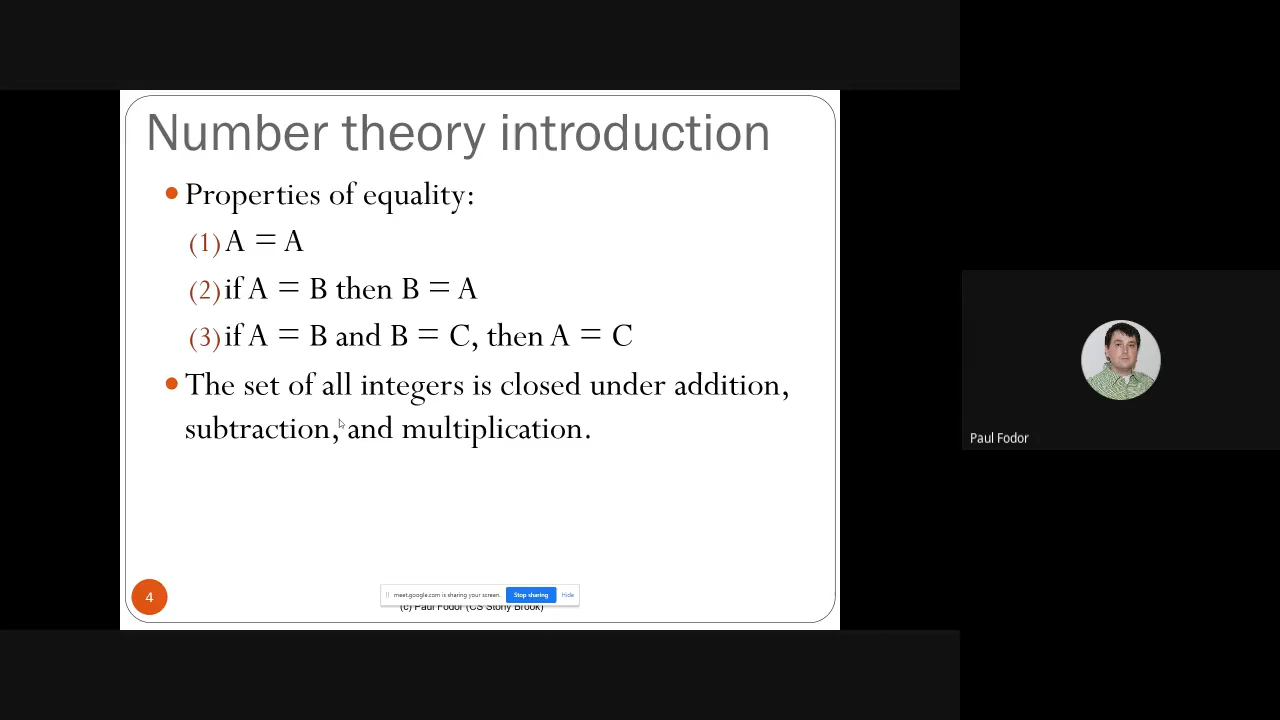 Number theory introduction
• Properties of equality:
(1) A = A
(2) if A = B then B = A
(3) if A = B and B = C, then A = C
• The set of all integers is closed under addition,
subtraction, and multiplication.
4
meet.google.com is sharing your screen. Stop sharing Hide
(c) Paul Fodor (CS Stony Brook)
Paul Fodor